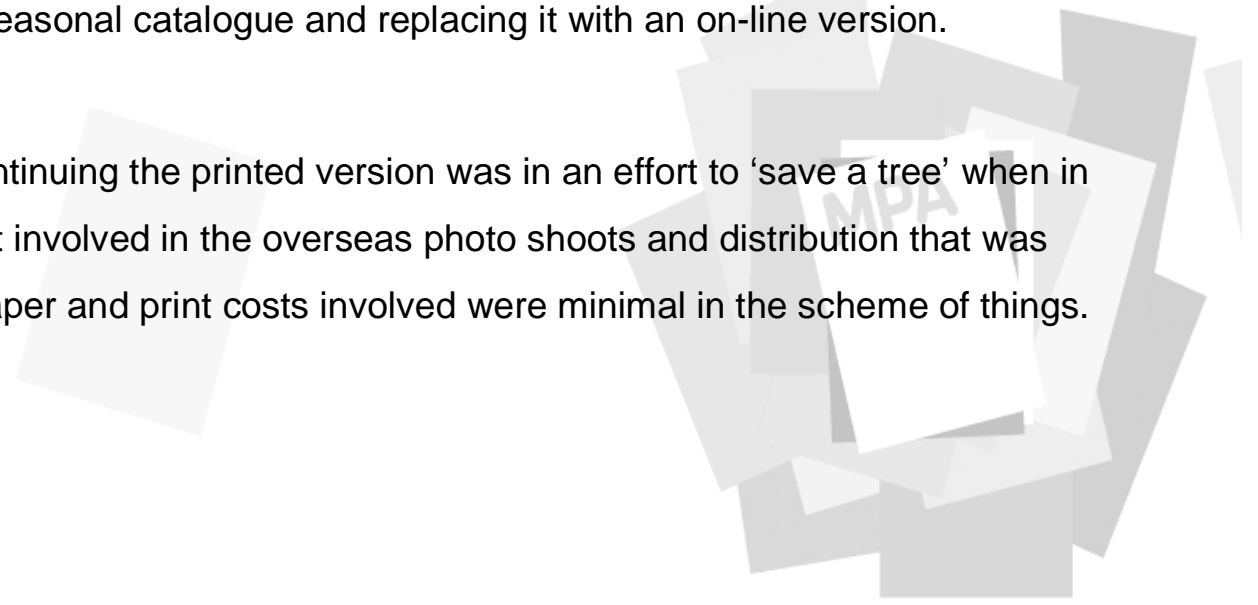 easonal catalogue and replacing it with an on-line version.
ntinuing the printed version was in an effort to ‘save a tree’ when in
t involved in the overseas photo shoots and distribution that was
aper and print costs involved were minimal in the scheme of things.
MPA